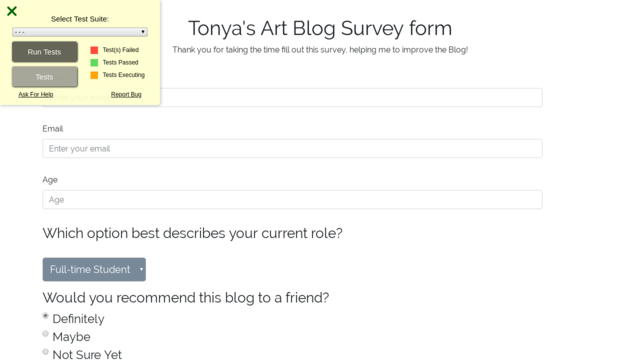 Select Test Suite:
- - -
Run Tests
Tests
Test(s) Failed
Tests Passed
Tests Executing
Ask For Help
Report Bug
Tonya's Art Blog Survey form
Thank you for taking the time fill out this survey, helping me to improve the Blog!
Email
Enter your email
Age
Age
Which option best describes your current role?
Full-time Student
Would you recommend this blog to a friend?
Definitely
Maybe
Not Sure Yet